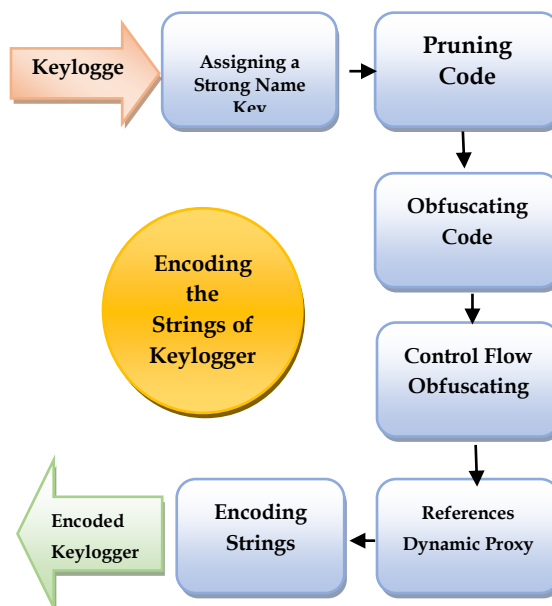 Keylogge
Assigning a
Strong Name
Key
Pruning
Code
Obfuscating
Code
Encoding
the
Strings of
Keylogger
Control Flow
Obfuscating
References
Dynamic Proxy
Encoding
Strings
Encoded
Keylogger